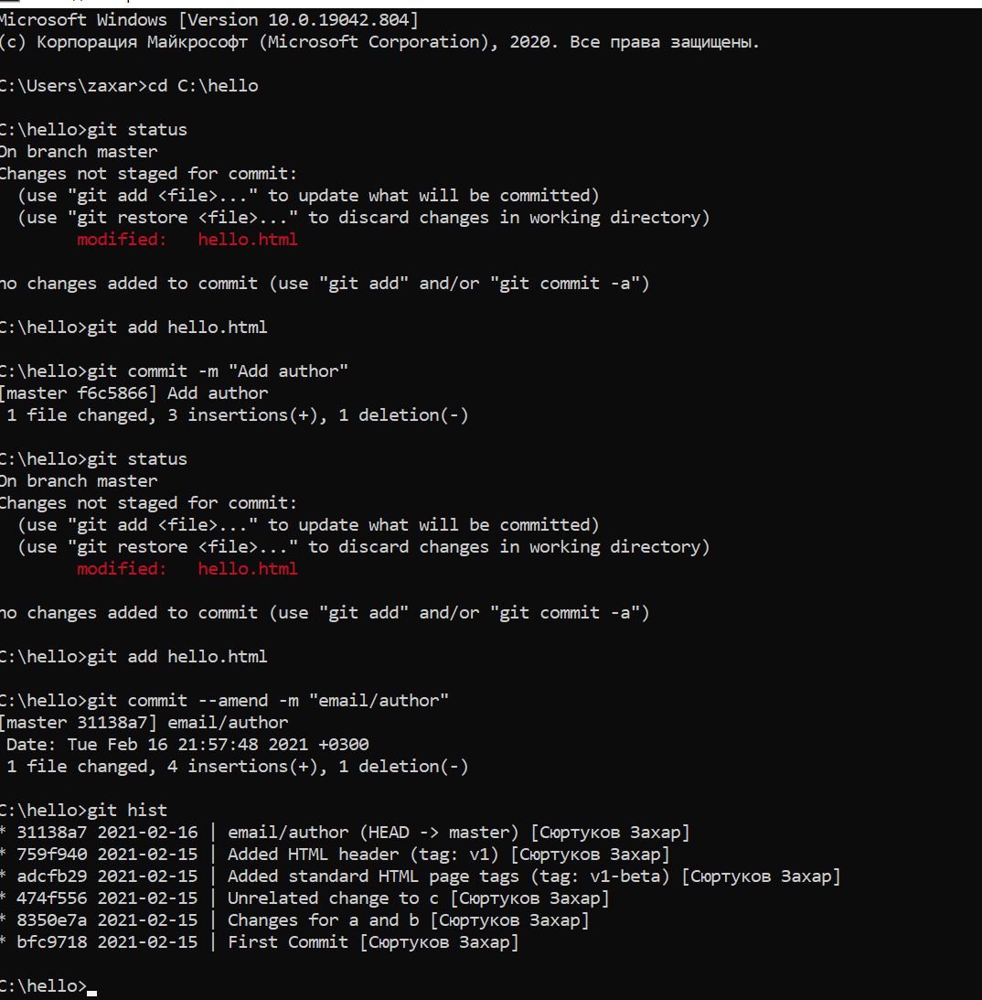 Microsoft Windows [Version 10.0.19042.804]
(c) Корпорация Майкрософт (Microsoft Corporation), 2020. Все права защищены.
C:\Users\zaxar>cd C:\hello
C:\hello>git status
On branch master
Changes not staged for commit:
  (use "git add <file>..." to update what will be committed)
  (use "git restore <file>..." to discard changes in working directory)
        modified:   hello.html
no changes added to commit (use "git add" and/or "git commit -a")
C:\hello>git add hello.html
C:\hello>git commit -m "Add author"
[master f6c5866] Add author
 1 file changed, 3 insertions(+), 1 deletion(-)
C:\hello>git status
On branch master
Changes not staged for commit:
  (use "git add <file>..." to update what will be committed)
  (use "git restore <file>..." to discard changes in working directory)
        modified:   hello.html
no changes added to commit (use "git add" and/or "git commit -a")
C:\hello>git add hello.html
C:\hello>git commit --amend -m "email/author"
[master 31138a7] email/author
 Date: Tue Feb 16 21:57:48 2021 +0300
 1 file changed, 4 insertions(+), 1 deletion(-)
C:\hello>git hist
* 31138a7 2021-02-16 | email/author (HEAD -> master) [Сюртуков Захар]
* 759f940 2021-02-15 | Added HTML header (tag: v1) [Сюртуков Захар]
* adcfb29 2021-02-15 | Added standard HTML page tags (tag: v1-beta) [Сюртуков Захар]
* 474f556 2021-02-15 | Unrelated change to c [Сюртуков Захар]
* 8350e7a 2021-02-15 | Changes for a and b [Сюртуков Захар]
* bfc9718 2021-02-15 | First Commit [Сюртуков Захар]
C:\hello>